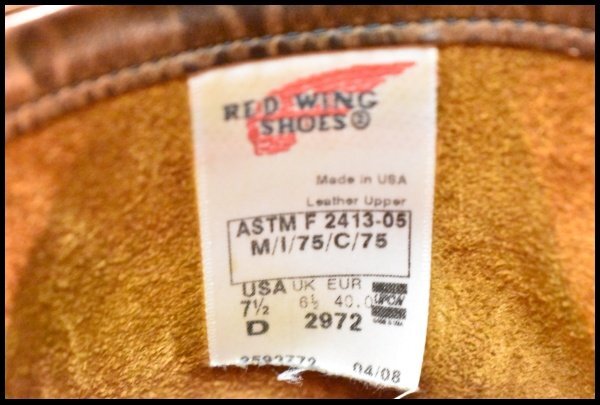 RED WING
SHOES®
Made in USA
Leather Upper
ASTM F 2413-05
M/I/75/C/75
USA UK EUR
7½ 6½ 40.0
D 2972
2593772 04/08